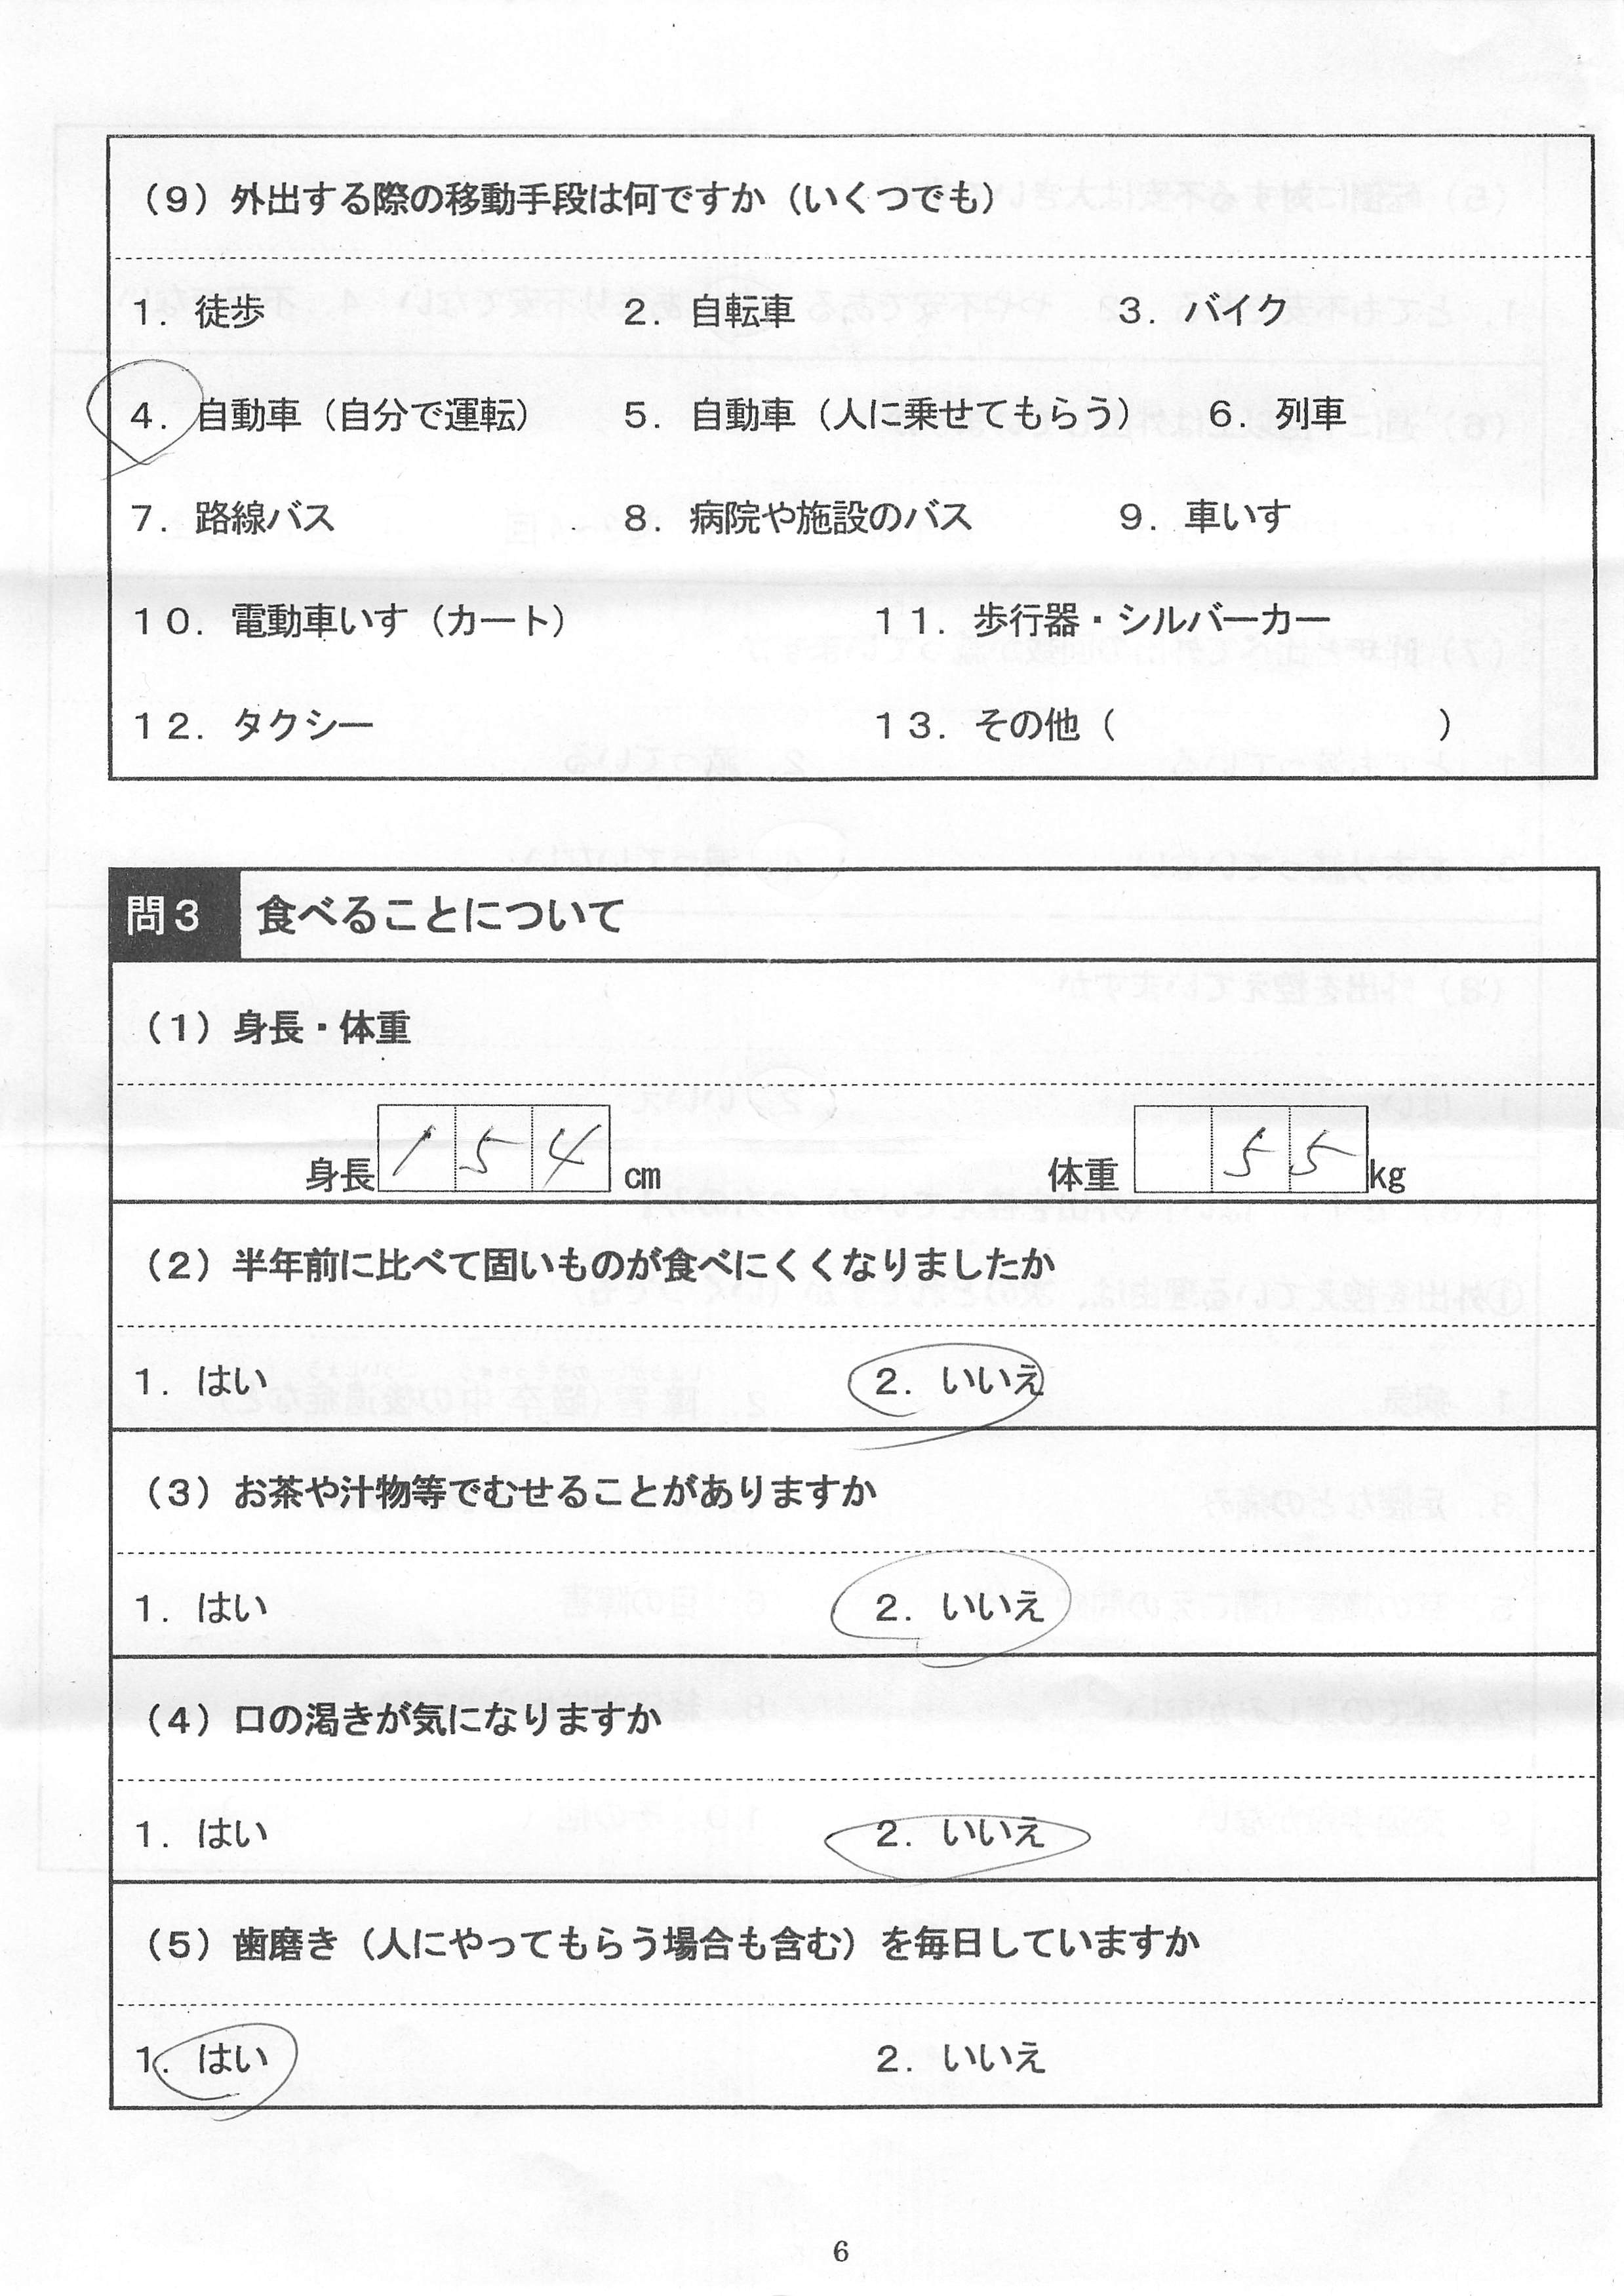 （９）外出する際の移動手段は何ですか（いくつでも）
１．徒歩　２．自転車　３．バイク
４．自動車（自分で運転）　５．自動車（人に乗せてもらう）　６．列車
７．路線バス　８．病院や施設のバス　９．車いす
１０．電動車いす（カート）　１１．歩行器・シルバーカー
１２．タクシー　１３．その他（　　　　　　　　）
問３　食べることについて
（１）身長・体重
身長 １５４ cm　体重 ５５ kg
（２）半年前に比べて固いものが食べにくくなりましたか
１．はい　２．いいえ
（３）お茶や汁物等でむせることがありますか
１．はい　２．いいえ
（４）口の渇きが気になりますか
１．はい　２．いいえ
（５）歯磨き（人にやってもらう場合も含む）を毎日していますか
１．はい　２．いいえ
6